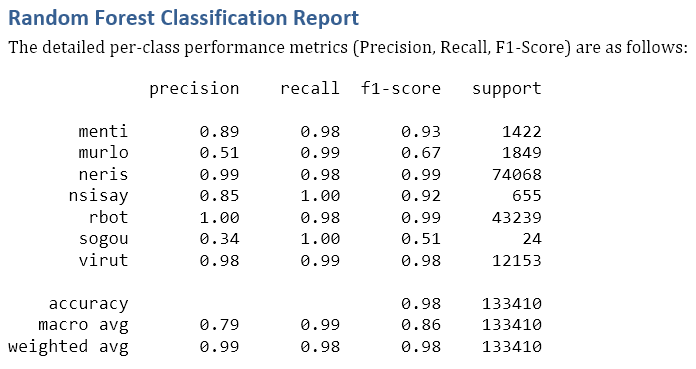 Random Forest Classification Report
The detailed per-class performance metrics (Precision, Recall, F1-Score) are as follows:
precision recall f1-score support
menti 0.89 0.98 0.93 1422
murlo 0.51 0.99 0.67 1849
neris 0.99 0.98 0.99 74068
nsisay 0.85 1.00 0.92 655
rbot 1.00 0.98 0.99 43239
sogou 0.34 1.00 0.51 24
virut 0.98 0.99 0.98 12153
accuracy 0.98 133410
macro avg 0.79 0.99 0.86 133410
weighted avg 0.99 0.98 0.98 133410